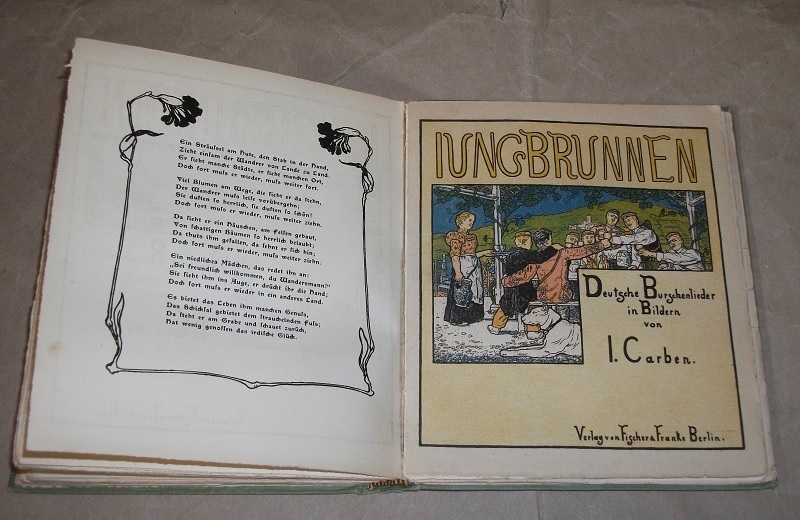 Ein Sträußel am Hute, den Stab in der Hand,
Zieht einsam der Wandrer von Lande zu Land.
Er sieht manche Städte, er sieht manchen Ort,
Doch fort muß er wieder, muß weiter fort.
Viel Blumen am Wege, die sieht er da stehn,
Der Wandrer muß leise vorübergehn;
Sie duften so herrlich, sie duften so schön!
Doch fort muß er wieder, muß weiter ziehn.
Da sieht er ein Häuschen, am Felsen gebaut,
Von schattigen Bäumen so herrlich belaubt;
Da thuts ihm gefallen, da sehnt er sich hin;
Doch fort muß er wieder, muß weiter ziehn.
Ein niedliches Mädchen, das redet ihn an:
„Sei freundlich willkommen, du Wandersmann!"
Sie sieht ihm ins Auge, er drückt ihr die Hand;
Doch fort muß er wieder in ein anderes Land.
Es bietet das Leben ihm manchen Genuß,
Das Schicksal gebietet dem strauchelnden Fuß;
Da steht er am Grabe und schauet zurück,
Hat wenig genossen das irdische Glück.
IUNGBRUNNEN
Deutsche Burschenlieder
in Bildern
von
I. Carben.
Verlag von Fischer & Franke Berlin.